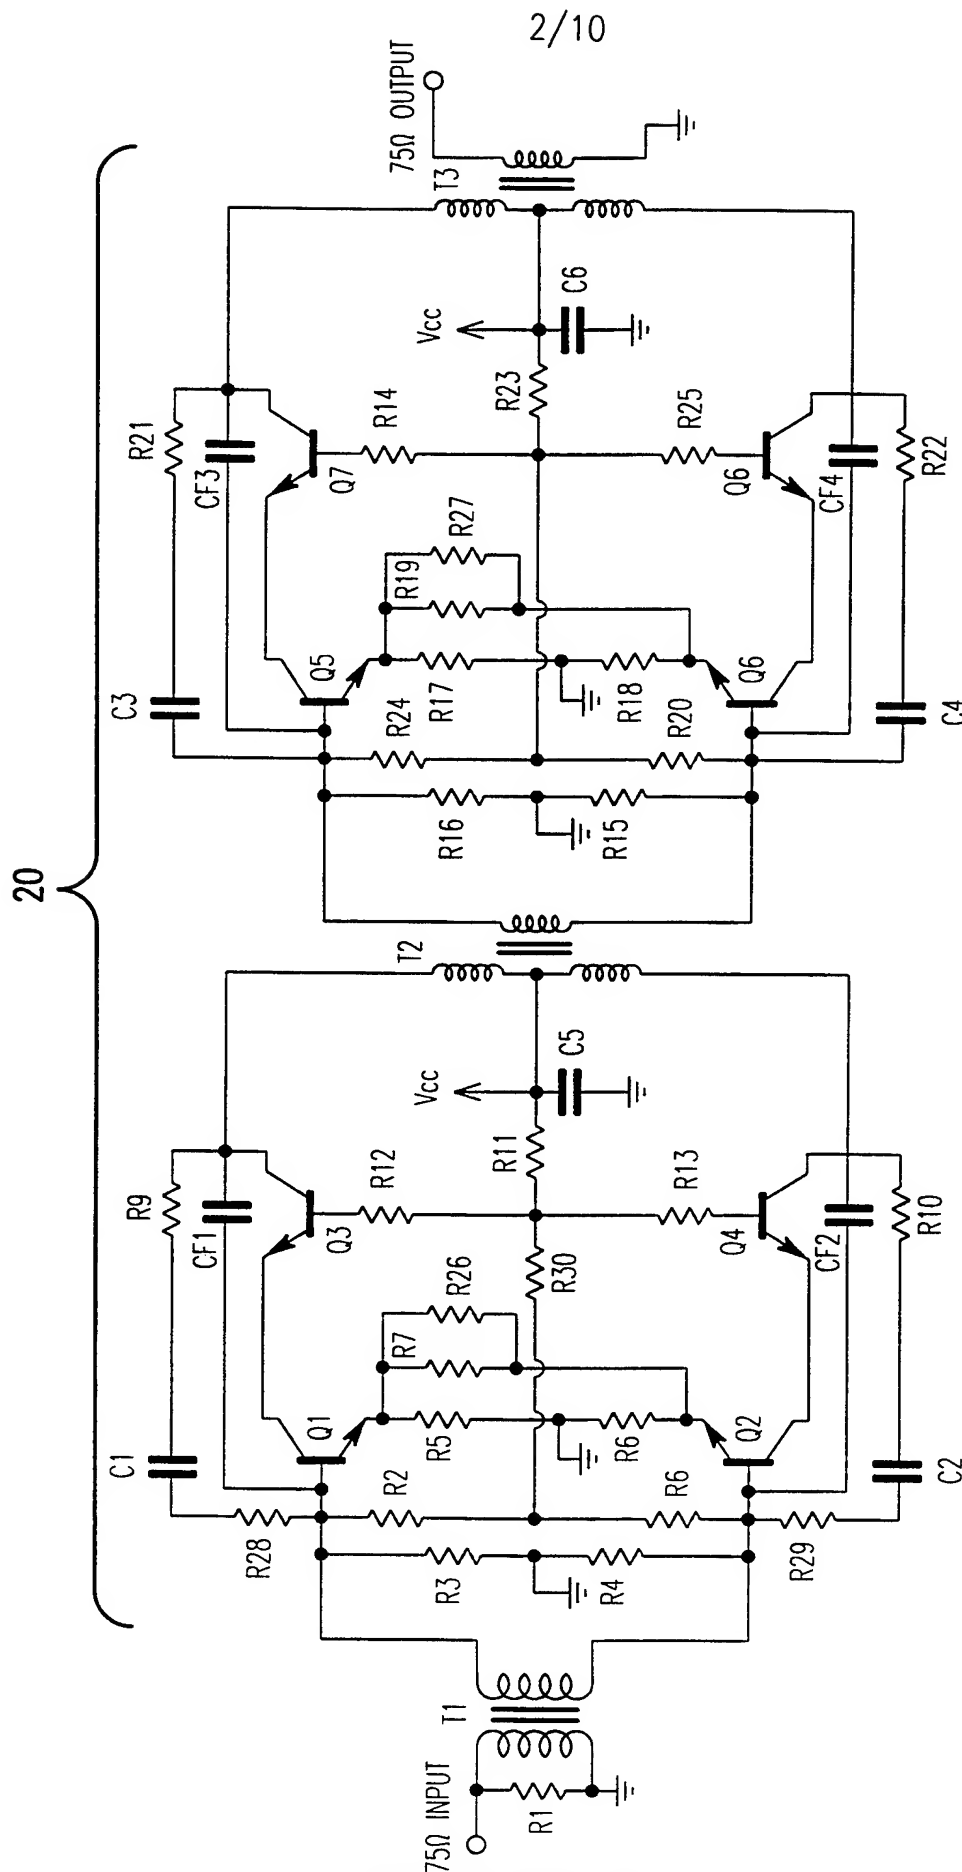 2/10
20
75Ω INPUT
R1
T1
R28
R3
R4
R29
C1
R2
R6
C2
Q1
R5
R6
Q2
R7
R26
R9
CF1
Q3
R12
R30
R13
Q4
CF2
R10
R11
Vcc
C5
T2
R16
R15
C3
R24
R20
C4
Q5
R17
R18
Q6
R19
R27
R21
CF3
Q7
R14
R25
Q6
CF4
R22
R23
Vcc
C6
T3
75Ω OUTPUT